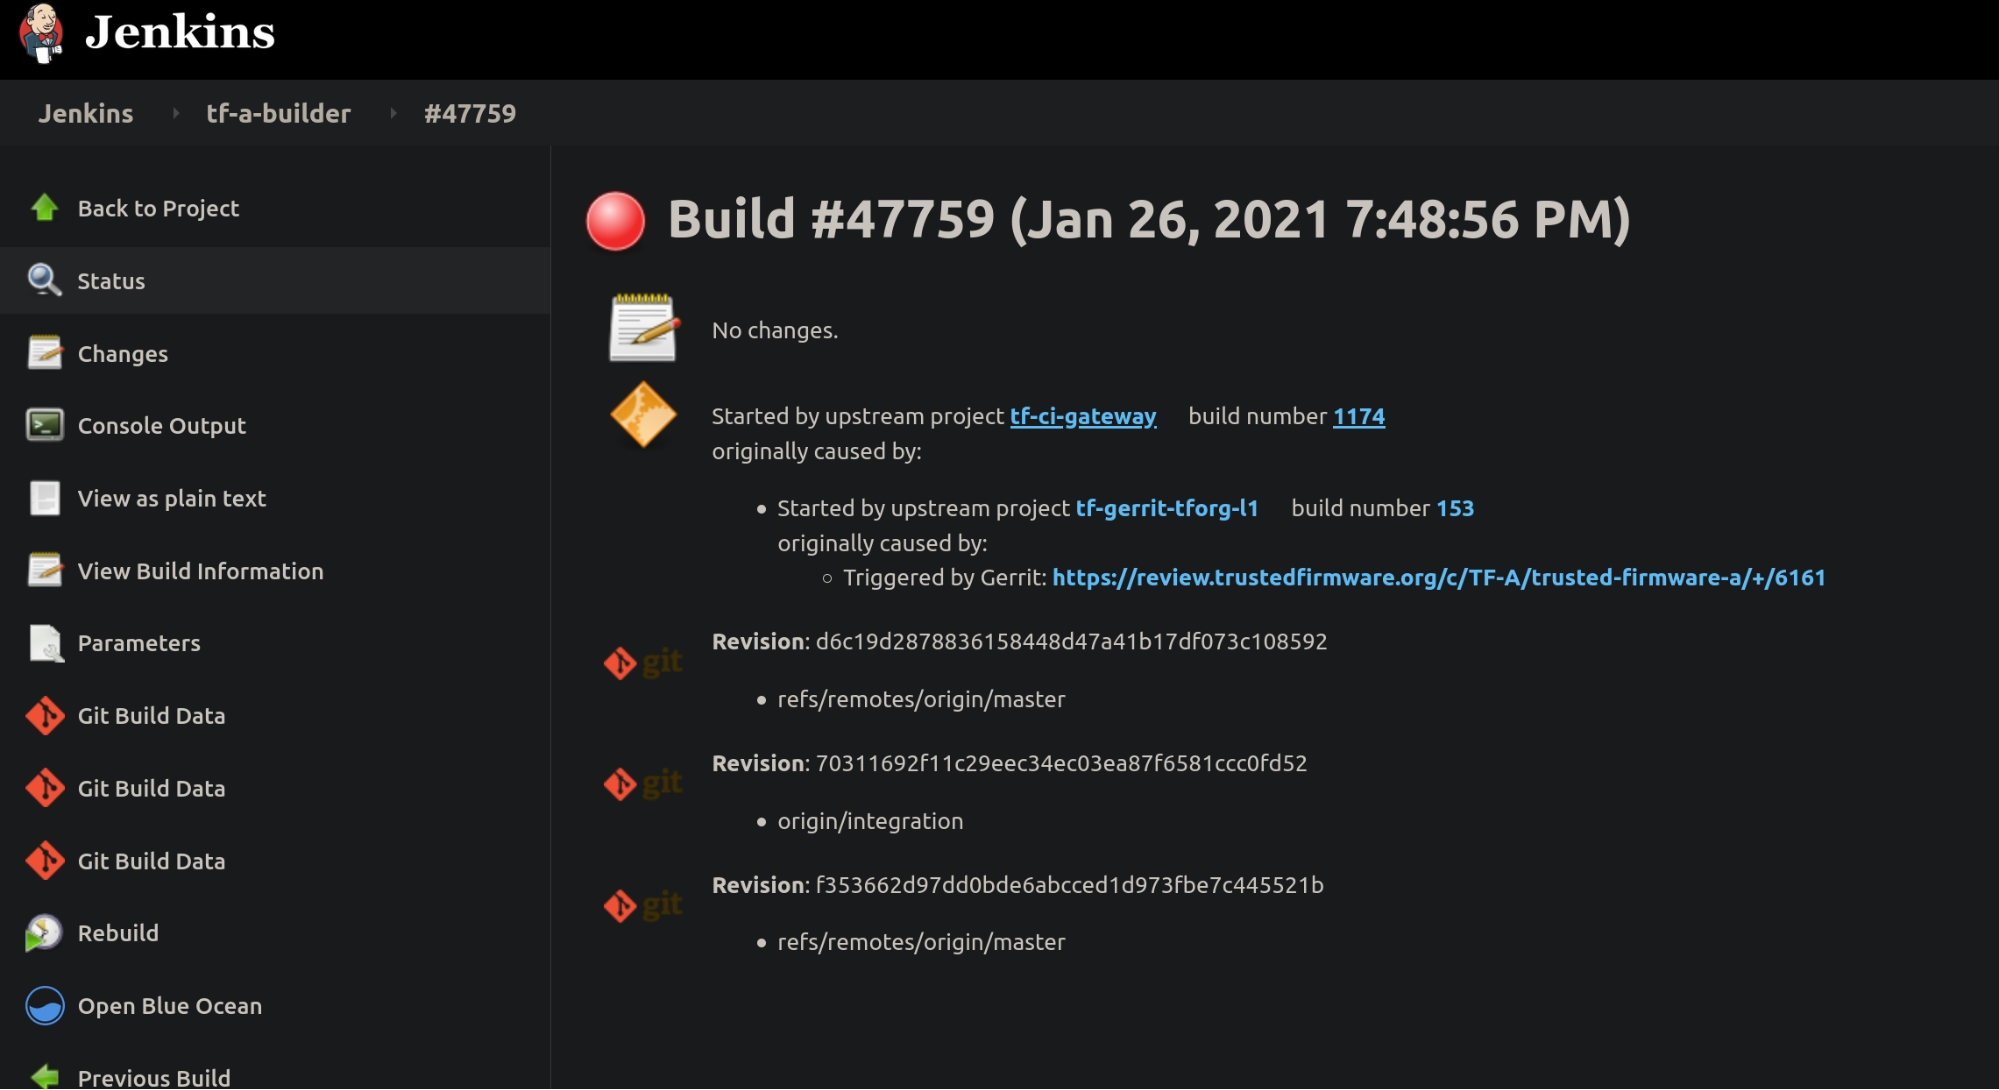 Jenkins
Jenkins tf-a-builder #47759
Back to Project
Status
Changes
Console Output
View as plain text
View Build Information
Parameters
Git Build Data
Git Build Data
Git Build Data
Rebuild
Open Blue Ocean
Previous Build
Build #47759 (Jan 26, 2021 7:48:56 PM)
No changes.
Started by upstream project tf-ci-gateway build number 1174
originally caused by:
• Started by upstream project tf-gerrit-tforg-l1 build number 153
originally caused by:
◦ Triggered by Gerrit: https://review.trustedfirmware.org/c/TF-A/trusted-firmware-a/+/6161
git
Revision: d6c19d2878836158448d47a41b17df073c108592
• refs/remotes/origin/master
git
Revision: 70311692f11c29eec34ec03ea87f6581ccc0fd52
• origin/integration
git
Revision: f353662d97dd0bde6abcced1d973fbe7c445521b
• refs/remotes/origin/master